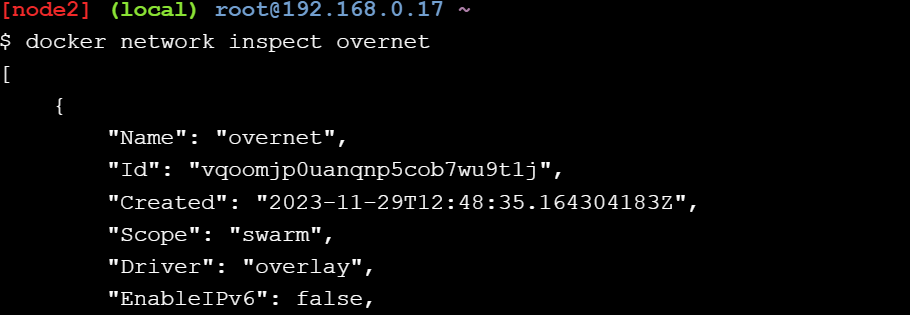 [node2] (local) root@192.168.0.17 ~
$ docker network inspect overnet
[
    {
        "Name": "overnet",
        "Id": "vqoomjp0uanqnp5cob7wu9t1j",
        "Created": "2023-11-29T12:48:35.164304183Z",
        "Scope": "swarm",
        "Driver": "overlay",
        "EnableIPv6": false,